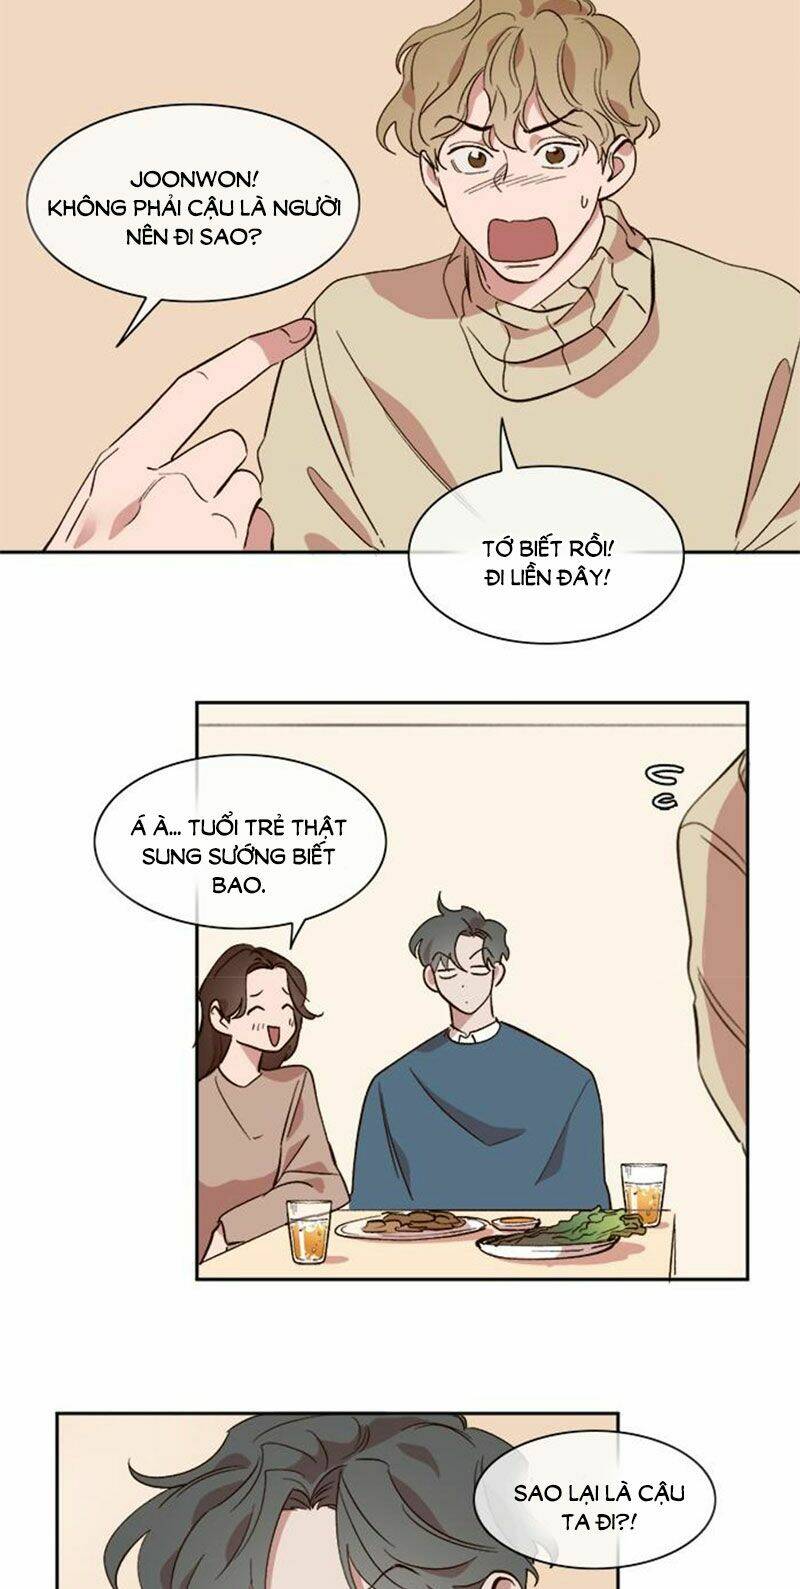 JOONWON!
KHÔNG PHẢI CẬU LÀ NGƯỜI
NÊN ĐI SAO?
TỚ BIẾT RỒI!
ĐI LIỀN ĐÂY!
Á À... TUỔI TRẺ THẬT
SUNG SƯỚNG BIẾT
BAO.
SAO LẠI LÀ CẬU
TA ĐI?!